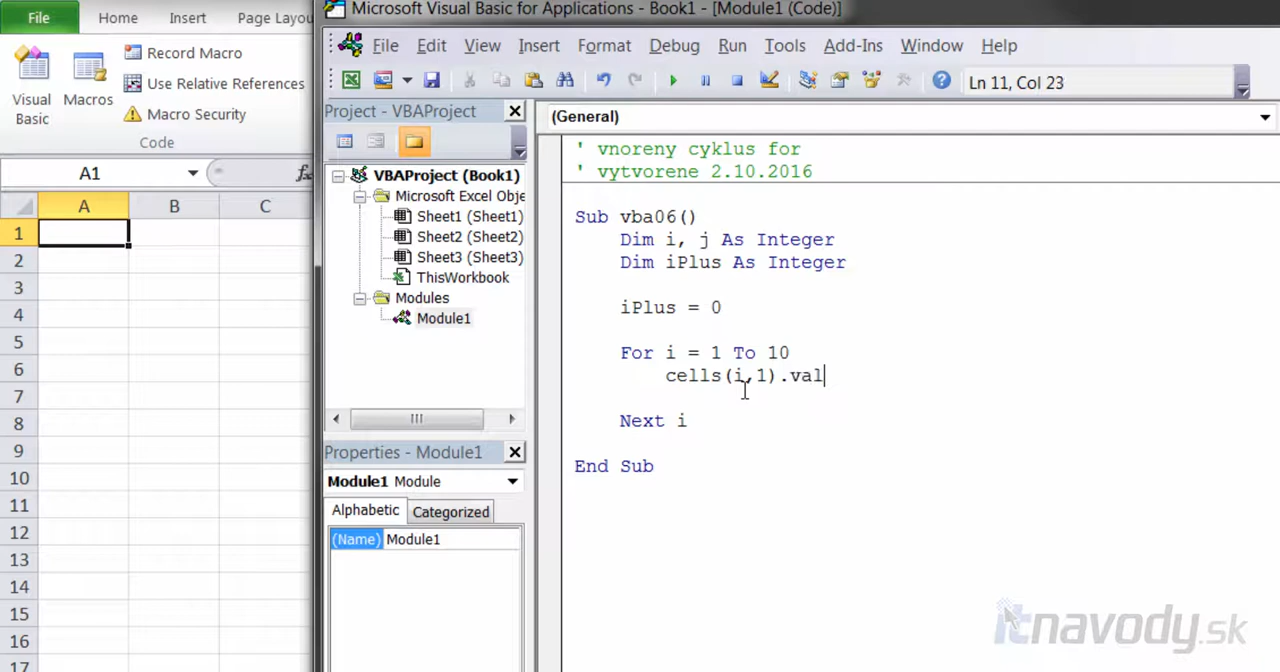 File Home Insert Page Layou
Visual Basic
Macros
Record Macro
Use Relative References
Macro Security
Code
A1
fx
A B C
1
2
3
4
5
6
7
8
9
10
11
12
13
14
15
16
17
Microsoft Visual Basic for Applications - Book1 - [Module1 (Code)]
File Edit View Insert Format Debug Run Tools Add-Ins Window Help
Ln 11, Col 23
Project - VBAProject
VBAProject (Book1)
Microsoft Excel Obje
Sheet1 (Sheet1)
Sheet2 (Sheet2)
Sheet3 (Sheet3)
ThisWorkbook
Modules
Module1
Properties - Module1
Module1 Module
Alphabetic Categorized
(Name) Module1
(General)
' vnoreny cyklus for
' vytvorene 2.10.2016
Sub vba06()
Dim i, j As Integer
Dim iPlus As Integer
iPlus = 0
For i = 1 To 10
cells(i,1).val
Next i
End Sub
itnavody.sk